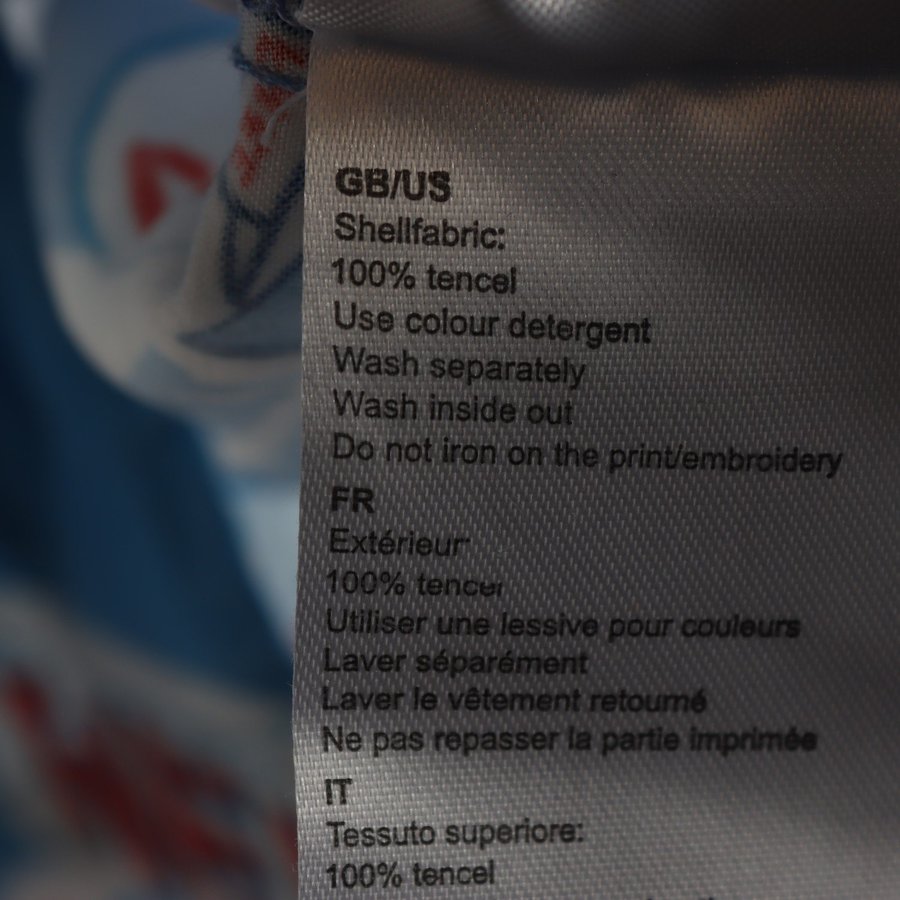 GB/US
Shellfabric:
100% tencel
Use colour detergent
Wash separately
Wash inside out
Do not iron on the print/embroidery
FR
Extérieur
100% tencel
Utiliser une lessive pour couleurs
Laver séparément
Laver le vêtement retourné
Ne pas repasser la partie imprimée
IT
Tessuto superiore:
100% tencel